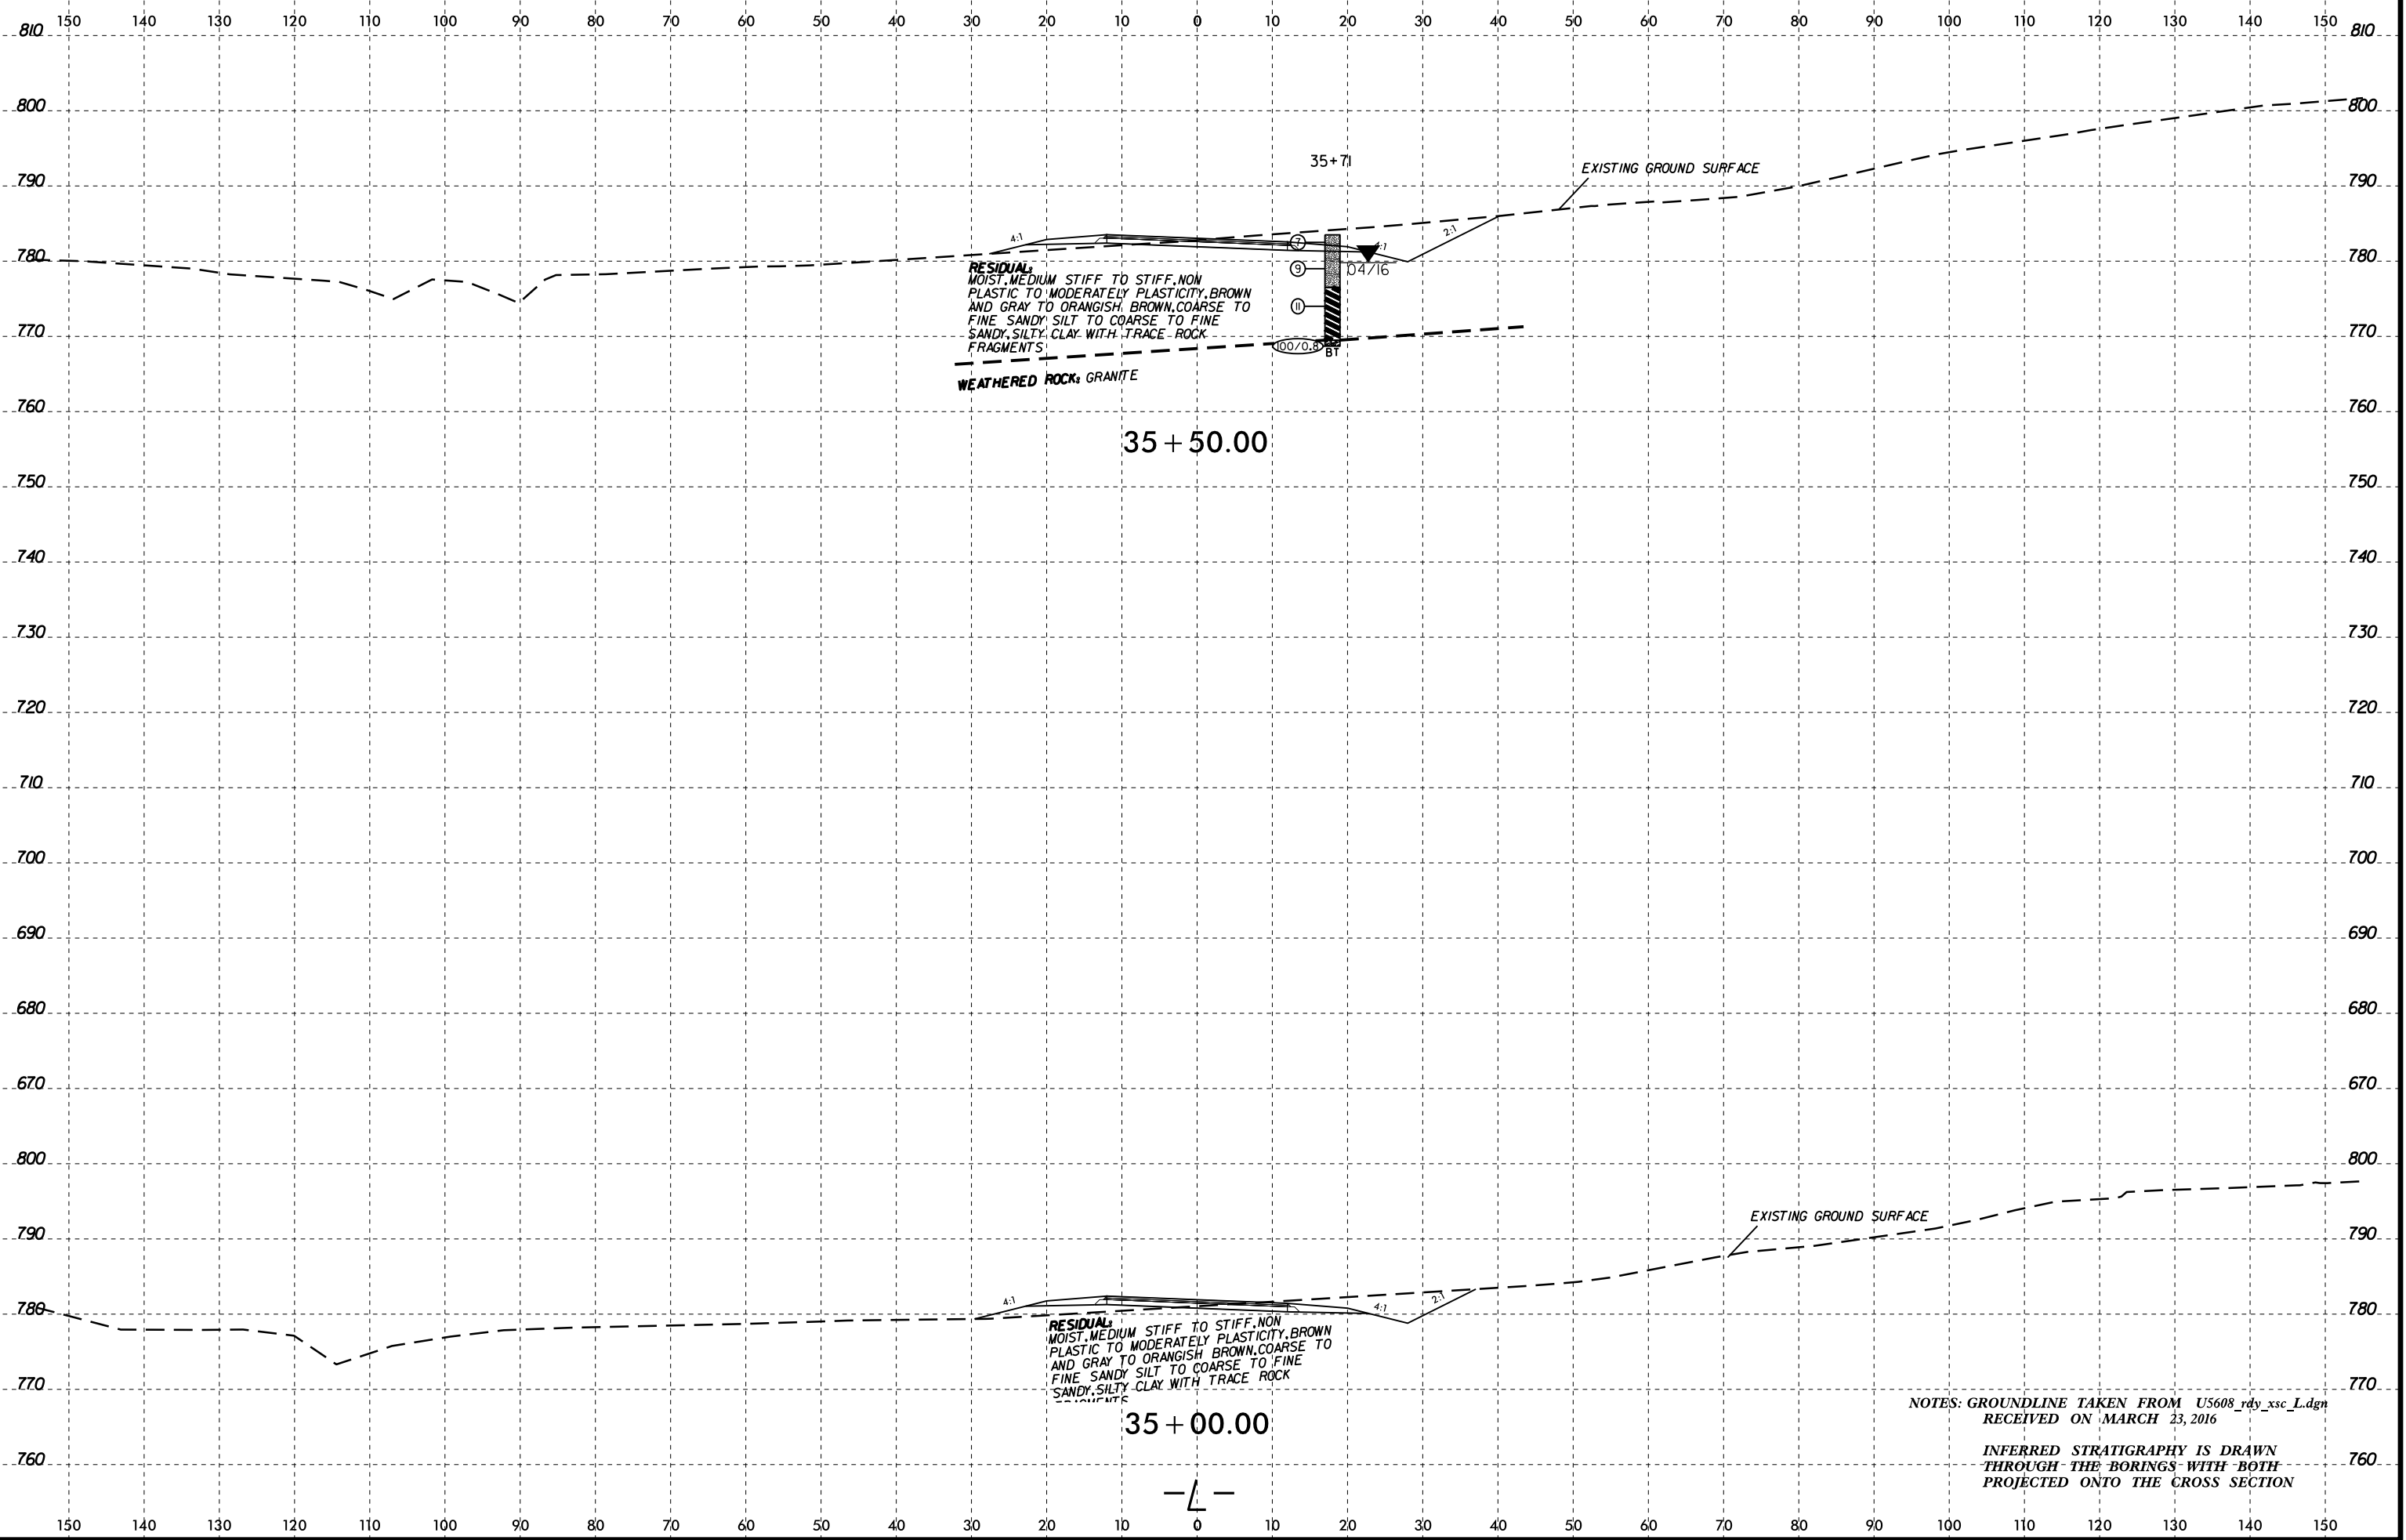 150 140 130 120 110 100 90 80 70 60 50 40 30 20 10 0 10 20 30 40 50 60 70 80 90 100 110 120 130 140 150
810 810
800 800
35+71
EXISTING GROUND SURFACE
790 790
4:1 2:1
7 4:1
780 780
RESIDUAL: 9 04/16
MOIST, MEDIUM STIFF TO STIFF, NON
PLASTIC TO MODERATELY PLASTICITY, BROWN
AND GRAY TO ORANGISH BROWN, COARSE TO 11
FINE SANDY SILT TO COARSE TO FINE
SANDY, SILTY CLAY WITH TRACE ROCK
770 770
FRAGMENTS 100/0.8
BT
WEATHERED ROCK: GRANITE
760 760
35+50.00
750 750
740 740
730 730
720 720
710 710
700 700
690 690
680 680
670 670
800 800
EXISTING GROUND SURFACE
790 790
4:1 4:1 2:1
780 780
RESIDUAL:
MOIST, MEDIUM STIFF TO STIFF, NON
PLASTIC TO MODERATELY PLASTICITY, BROWN
AND GRAY TO ORANGISH BROWN, COARSE TO
FINE SANDY SILT TO COARSE TO FINE
SANDY, SILTY CLAY WITH TRACE ROCK
FRAGMENTS
770 770
35+00.00
NOTES: GROUNDLINE TAKEN FROM U5608_rdy_xsc_L.dgn
RECEIVED ON MARCH 23, 2016
INFERRED STRATIGRAPHY IS DRAWN
THROUGH THE BORINGS WITH BOTH
PROJECTED ONTO THE CROSS SECTION
760 760
-L-
150 140 130 120 110 100 90 80 70 60 50 40 30 20 10 0 10 20 30 40 50 60 70 80 90 100 110 120 130 140 150